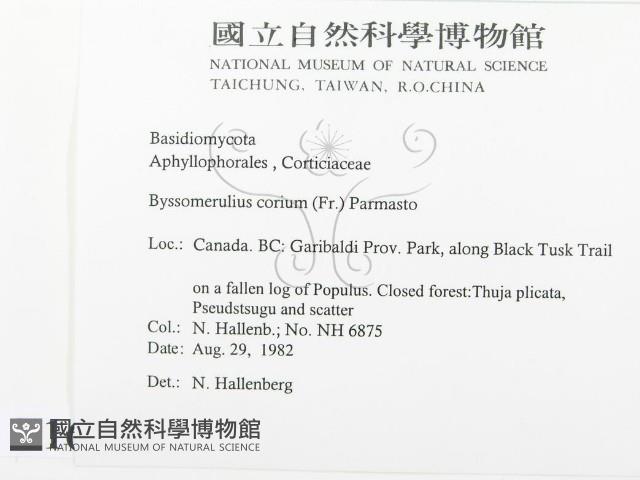 國立自然科學博物館
NATIONAL MUSEUM OF NATURAL SCIENCE
TAICHUNG, TAIWAN, R.O.CHINA
Basidiomycota
Aphyllophorales , Corticiaceae
Byssomerulius corium (Fr.) Parmasto
Loc.: Canada. BC: Garibaldi Prov. Park, along Black Tusk Trail
on a fallen log of Populus. Closed forest:Thuja plicata,
Pseudstsugu and scatter
Col.: N. Hallenb.; No. NH 6875
Date: Aug. 29, 1982
Det.: N. Hallenberg
國立自然科學博物館
NATIONAL MUSEUM OF NATURAL SCIENCE